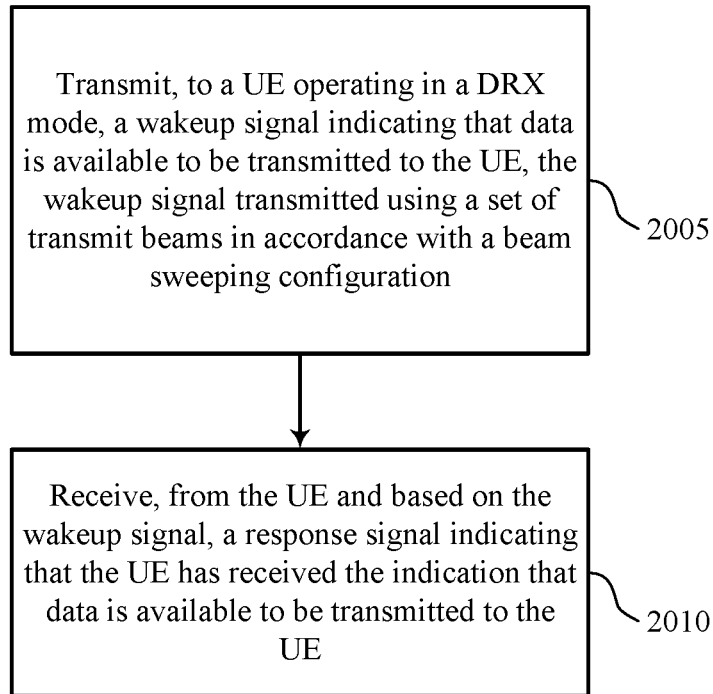 Transmit, to a UE operating in a DRX
mode, a wakeup signal indicating that data
is available to be transmitted to the UE, the
wakeup signal transmitted using a set of
transmit beams in accordance with a beam
sweeping configuration
2005
Receive, from the UE and based on the
wakeup signal, a response signal indicating
that the UE has received the indication that
data is available to be transmitted to the
UE
2010